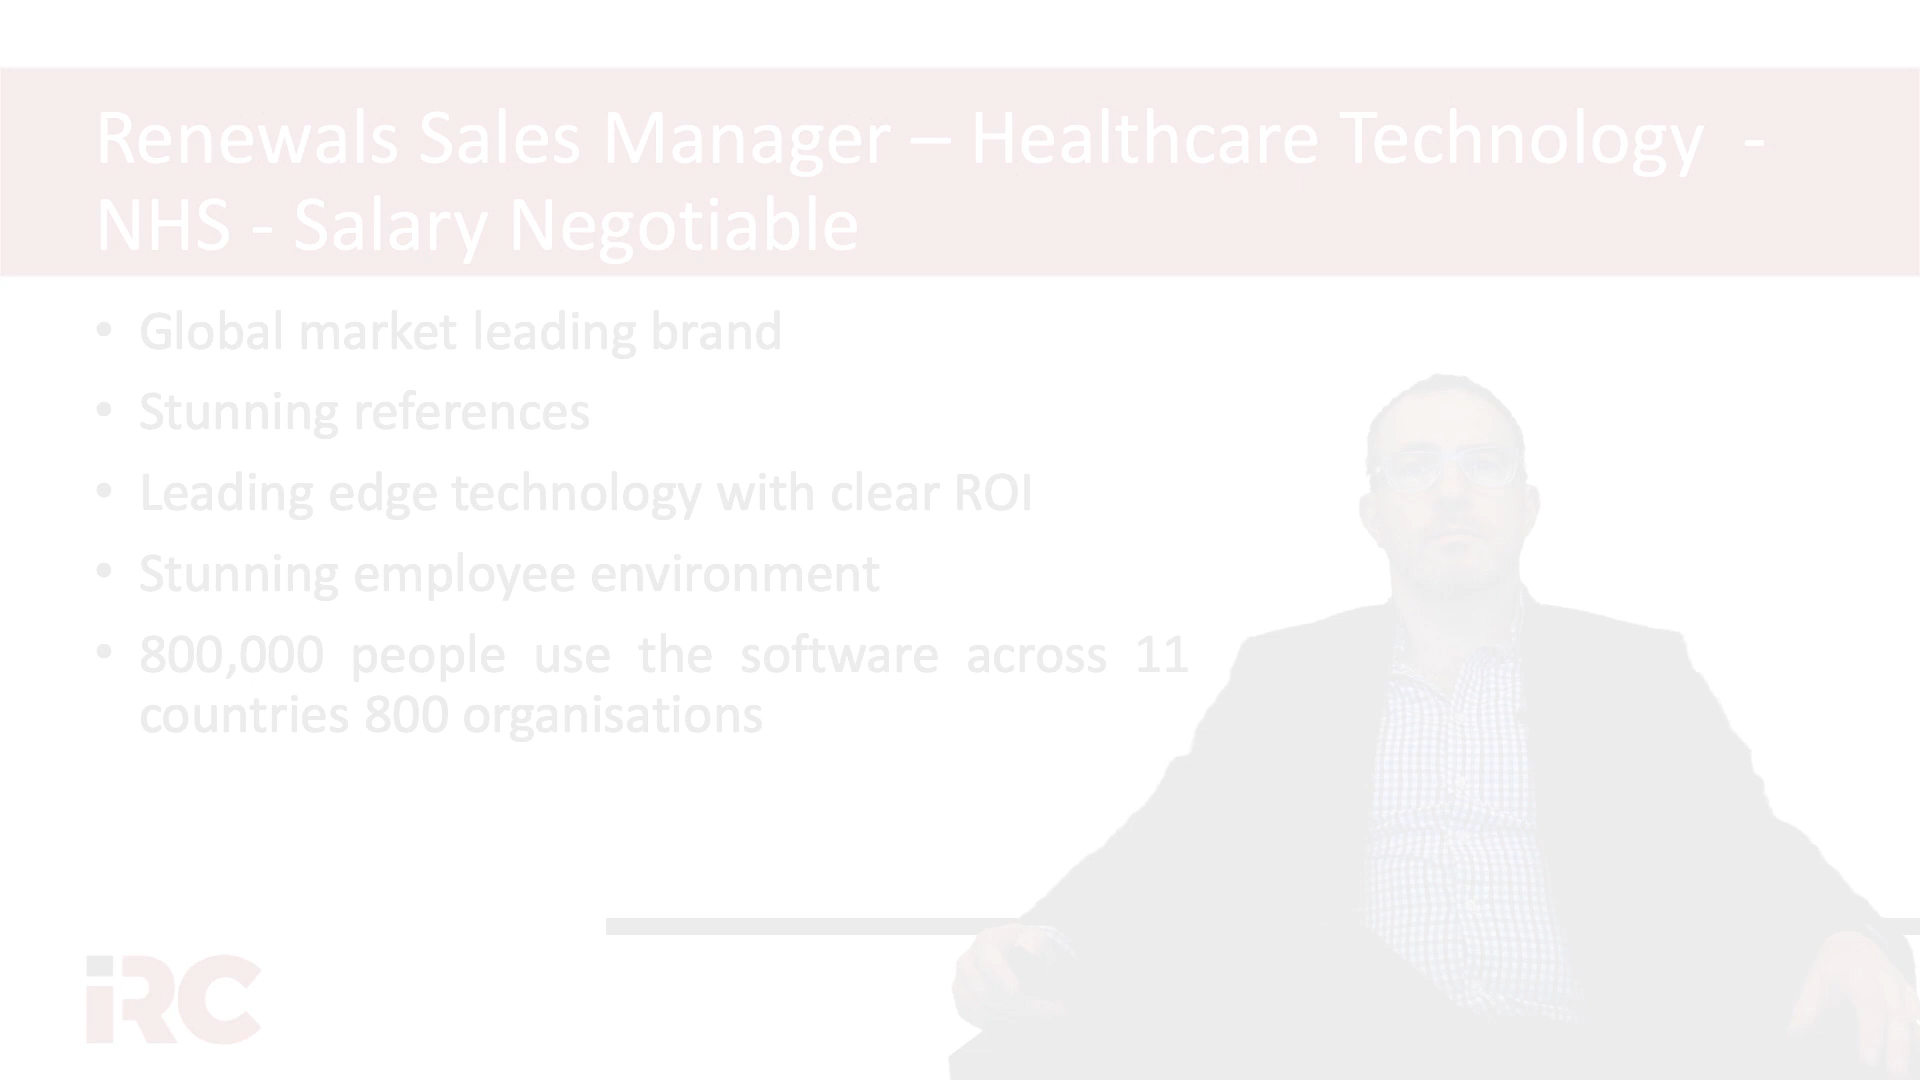 Renewals Sales Manager – Healthcare Technology -
NHS - Salary Negotiable
• Global market leading brand
• Stunning references
• Leading edge technology with clear ROI
• Stunning employee environment
• 800,000 people use the software across 11
countries 800 organisations
iRC